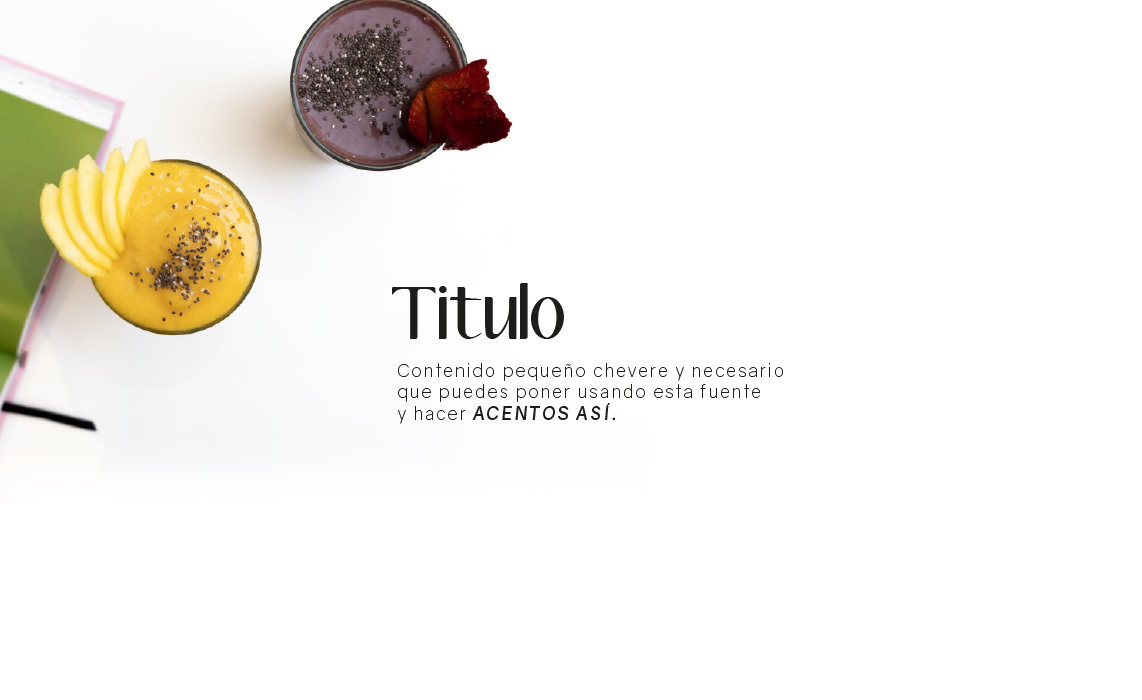 Titulo
Contenido pequeño chevere y necesario
que puedes poner usando esta fuente
y hacer ACENTOS ASÍ.